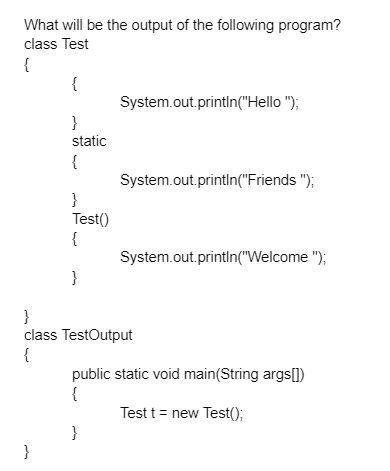 What will be the output of the following program?
class Test
{
{
System.out.println("Hello ");
}
static
{
System.out.println("Friends ");
}
Test()
{
System.out.println("Welcome ");
}
}
class TestOutput
{
public static void main(String args[])
{
Test t = new Test();
}
}